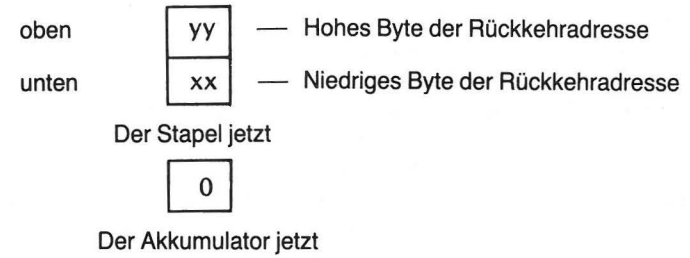 oben yy — Hohes Byte der Rückkehradresse
unten xx — Niedriges Byte der Rückkehradresse
Der Stapel jetzt
0
Der Akkumulator jetzt